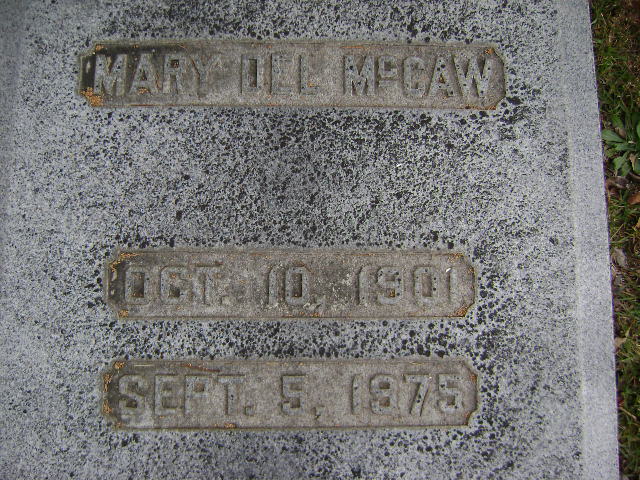 MARY DEL McCAW
OCT. 10, 1901
SEPT. 5, 1975